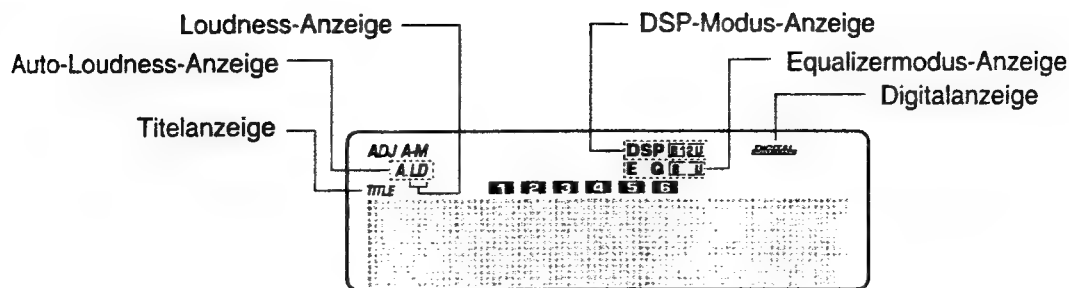 Loudness-Anzeige
DSP-Modus-Anzeige
Auto-Loudness-Anzeige
Equalizermodus-Anzeige
Digitalanzeige
Titelanzeige
ADJ A-M
DSP
DIGITAL
A.LD
E Q
TITLE
1 2 3 4 5 6